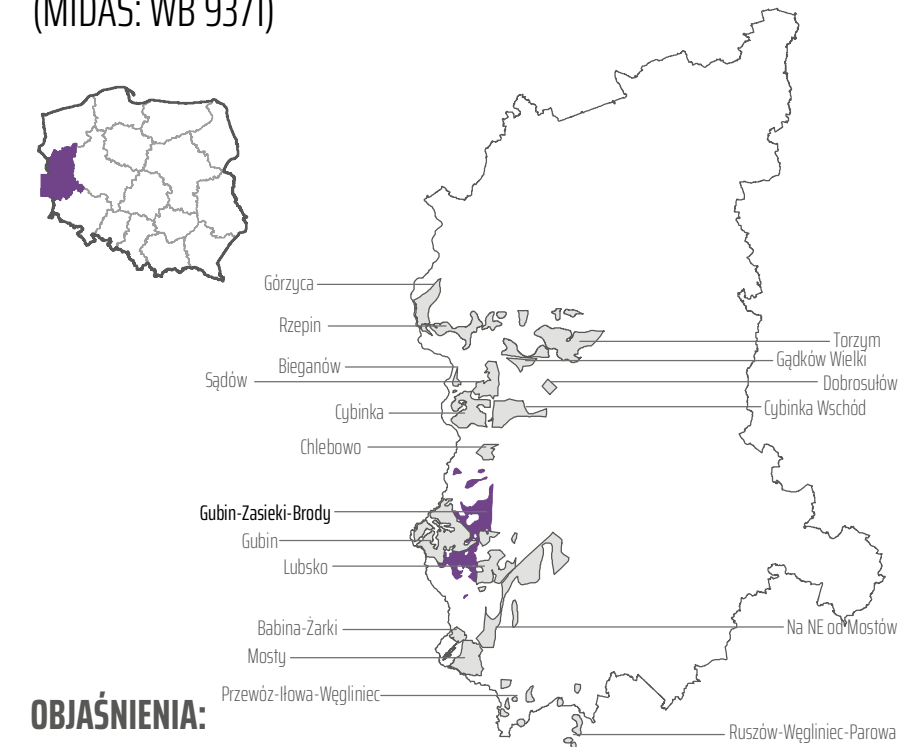 (MIDAS: WB 9371)
Górzyca
Rzepin
Torzym
Gądków Wielki
Bieganów
Sądów
Dobrosułów
Cybinka
Cybinka Wschód
Chlebowo
Gubin-Zasieki-Brody
Gubin
Lubsko
Babina-Żarki
Na NE od Mostów
Mosty
Przewóz-Iłowa-Węgliniec
OBJAŚNIENIA:
Ruszów-Węgliniec-Parowa